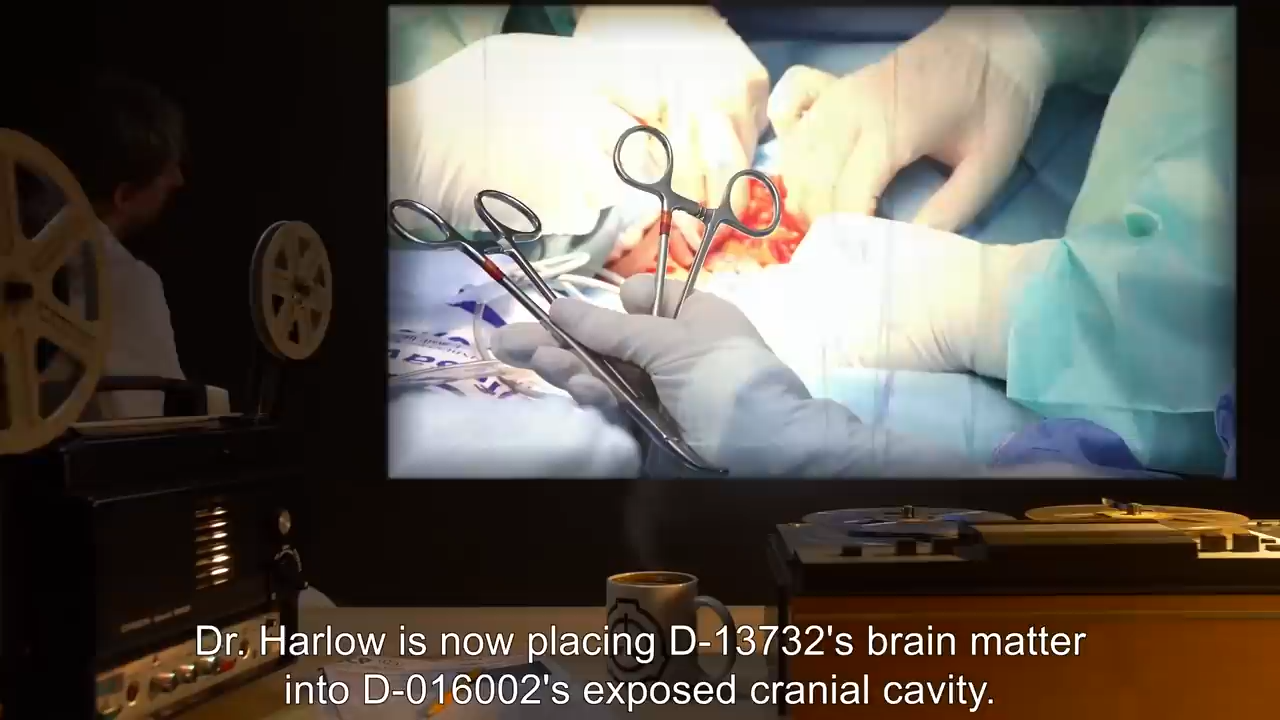 Dr. Harlow is now placing D-13732's brain matter
into D-016002's exposed cranial cavity.